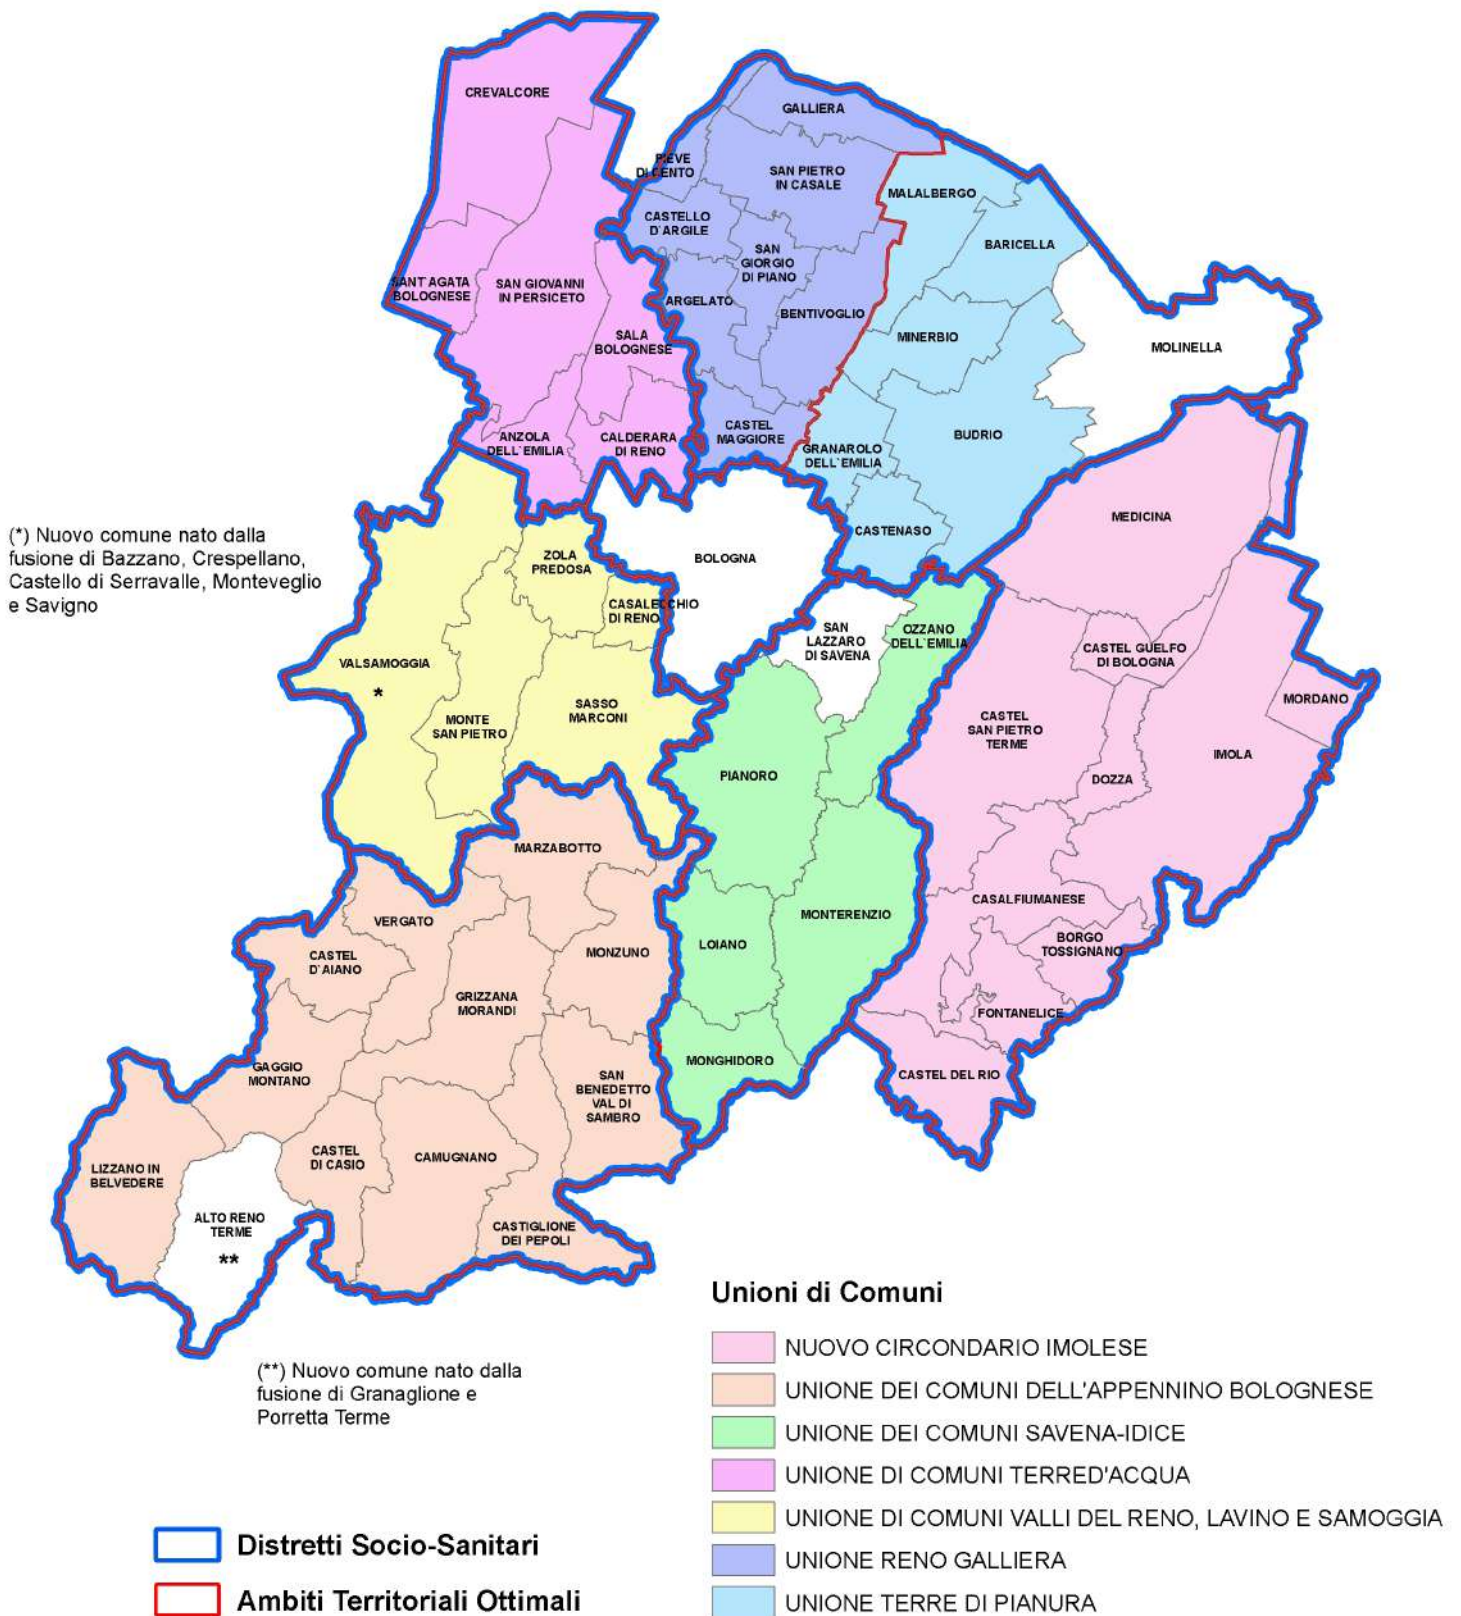 CREVALCORE
GALLIERA
PIEVE
DI CENTO
SAN PIETRO
IN CASALE
MALALBERGO
CASTELLO
D`ARGILE
BARICELLA
SAN
GIORGIO
DI PIANO
SANT`AGATA
BOLOGNESE
SAN GIOVANNI
IN PERSICETO
ARGELATO
BENTIVOGLIO
SALA
BOLOGNESE
MINERBIO
MOLINELLA
ANZOLA
DELL`EMILIA
CALDERARA
DI RENO
CASTEL
MAGGIORE
GRANAROLO
DELL`EMILIA
BUDRIO
MEDICINA
CASTENASO
(*) Nuovo comune nato dalla
fusione di Bazzano, Crespellano,
Castello di Serravalle, Monteveglio
e Savigno
ZOLA
PREDOSA
BOLOGNA
CASALECCHIO
DI RENO
SAN
LAZZARO
DI SAVENA
OZZANO
DELL`EMILIA
CASTEL GUELFO
DI BOLOGNA
VALSAMOGGIA
*
MORDANO
SASSO
MARCONI
MONTE
SAN PIETRO
CASTEL
SAN PIETRO
TERME
IMOLA
PIANORO
DOZZA
MARZABOTTO
CASALFIUMANESE
MONTERENZIO
VERGATO
LOIANO
BORGO
TOSSIGNANO
MONZUNO
CASTEL
D`AIANO
GRIZZANA
MORANDI
FONTANELICE
MONGHIDORO
CASTEL DEL RIO
GAGGIO
MONTANO
SAN
BENEDETTO
VAL DI
SAMBRO
CASTEL
DI CASIO
CAMUGNANO
LIZZANO IN
BELVEDERE
ALTO RENO
TERME
**
CASTIGLIONE
DEI PEPOLI
(**) Nuovo comune nato dalla
fusione di Granaglione e
Porretta Terme
Unioni di Comuni
NUOVO CIRCONDARIO IMOLESE
UNIONE DEI COMUNI DELL'APPENNINO BOLOGNESE
UNIONE DEI COMUNI SAVENA-IDICE
UNIONE DI COMUNI TERRED'ACQUA
UNIONE DI COMUNI VALLI DEL RENO, LAVINO E SAMOGGIA
UNIONE RENO GALLIERA
UNIONE TERRE DI PIANURA
Distretti Socio-Sanitari
Ambiti Territoriali Ottimali